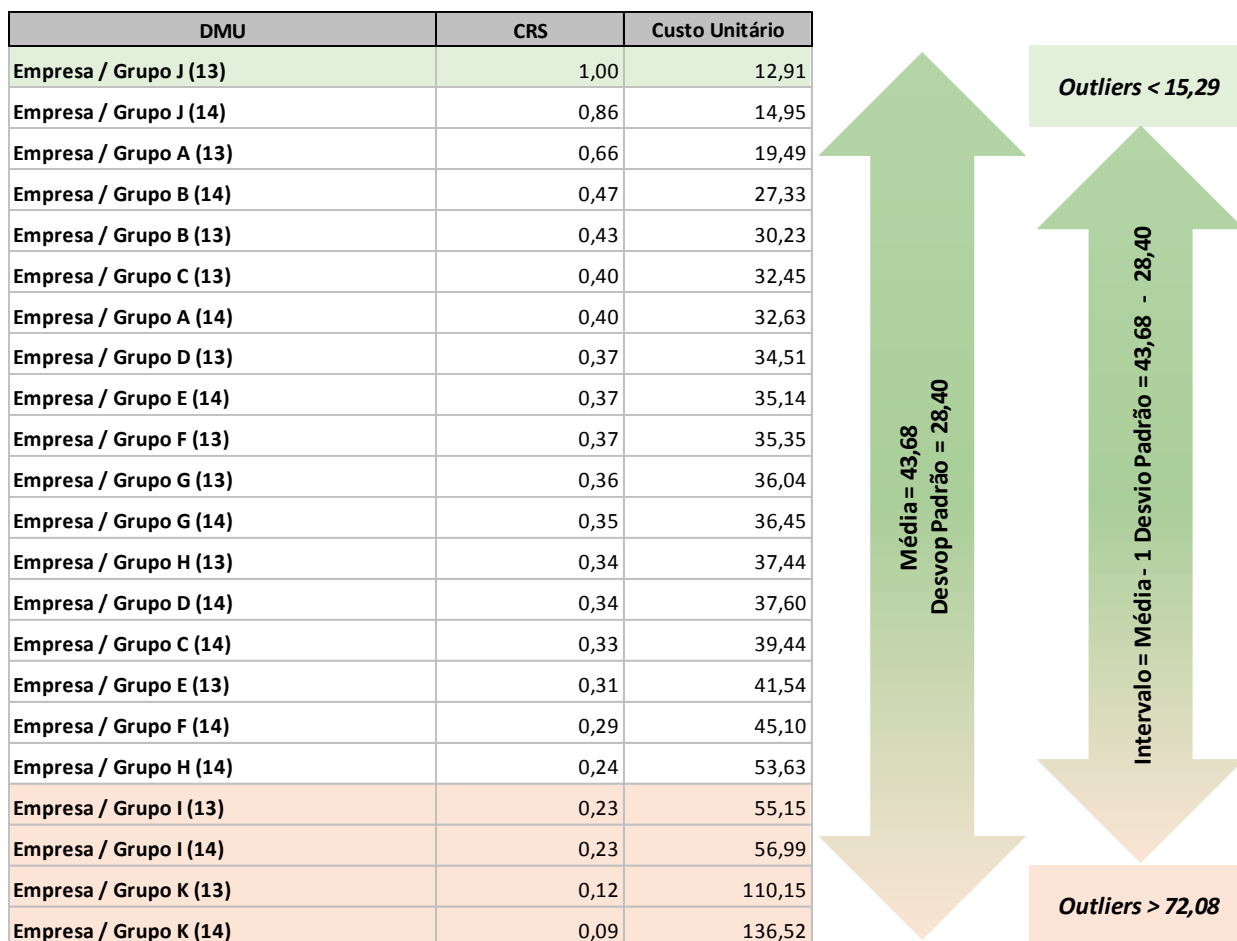 DMU CRS Custo Unitário
Empresa / Grupo J (13) 1,00 12,91
Empresa / Grupo J (14) 0,86 14,95
Empresa / Grupo A (13) 0,66 19,49
Empresa / Grupo B (14) 0,47 27,33
Empresa / Grupo B (13) 0,43 30,23
Empresa / Grupo C (13) 0,40 32,45
Empresa / Grupo A (14) 0,40 32,63
Empresa / Grupo D (13) 0,37 34,51
Empresa / Grupo E (14) 0,37 35,14
Empresa / Grupo F (13) 0,37 35,35
Empresa / Grupo G (13) 0,36 36,04
Empresa / Grupo G (14) 0,35 36,45
Empresa / Grupo H (13) 0,34 37,44
Empresa / Grupo D (14) 0,34 37,60
Empresa / Grupo C (14) 0,33 39,44
Empresa / Grupo E (13) 0,31 41,54
Empresa / Grupo F (14) 0,29 45,10
Empresa / Grupo H (14) 0,24 53,63
Empresa / Grupo I (13) 0,23 55,15
Empresa / Grupo I (14) 0,23 56,99
Empresa / Grupo K (13) 0,12 110,15
Empresa / Grupo K (14) 0,09 136,52
Média = 43,68
Desvop Padrão = 28,40
Outliers < 15,29
Intervalo = Média - 1 Desvio Padrão = 43,68 - 28,40
Outliers > 72,08